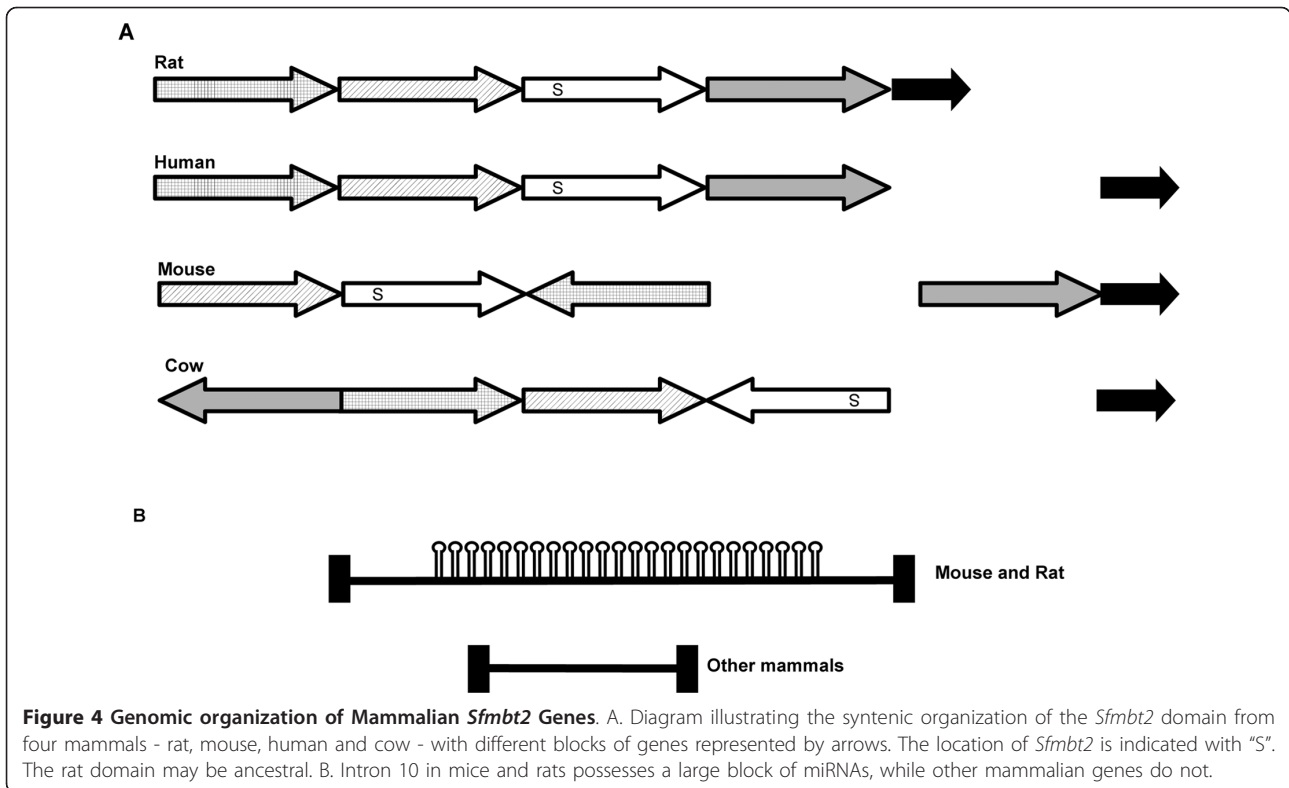 A
Rat
S
Human
S
Mouse
S
Cow
S
B
Mouse and Rat
Other mammals
Figure 4 Genomic organization of Mammalian Sfmbt2 Genes. A. Diagram illustrating the syntenic organization of the Sfmbt2 domain from
four mammals - rat, mouse, human and cow - with different blocks of genes represented by arrows. The location of Sfmbt2 is indicated with “S”.
The rat domain may be ancestral. B. Intron 10 in mice and rats possesses a large block of miRNAs, while other mammalian genes do not.